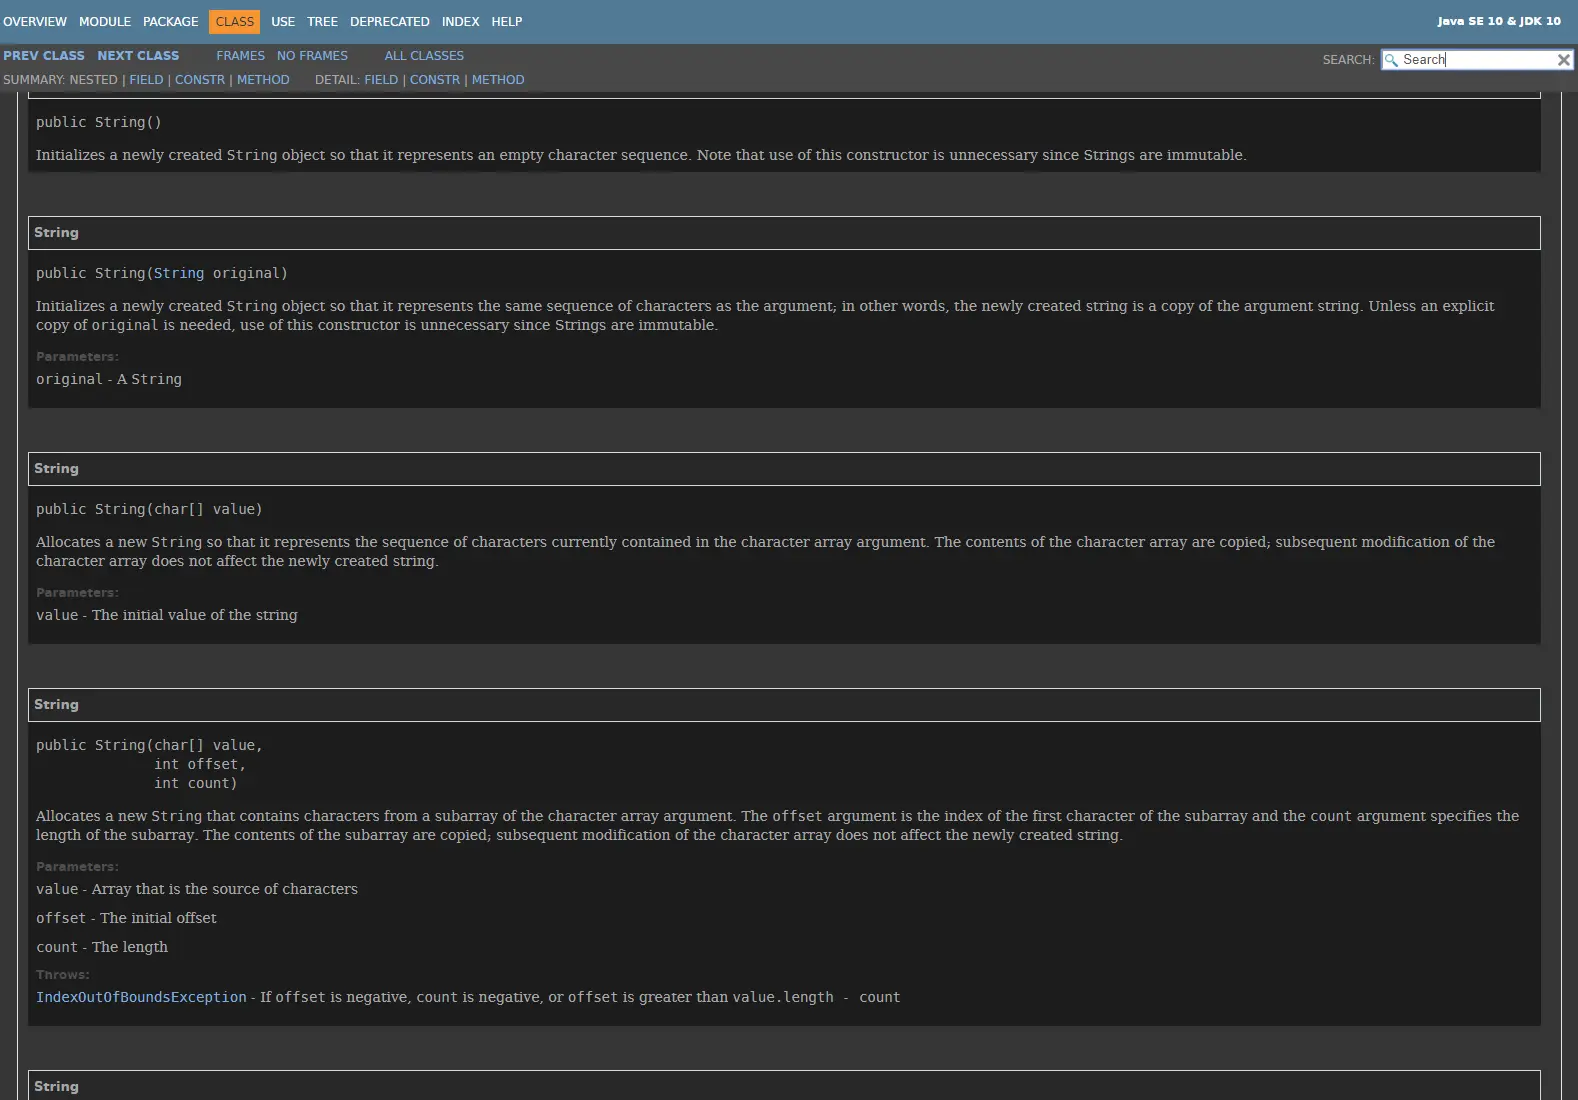 OVERVIEW MODULE PACKAGE CLASS USE TREE DEPRECATED INDEX HELP
Java SE 10 & JDK 10
PREV CLASS NEXT CLASS FRAMES NO FRAMES ALL CLASSES
SEARCH: Search
SUMMARY: NESTED | FIELD | CONSTR | METHOD DETAIL: FIELD | CONSTR | METHOD
public String()
Initializes a newly created String object so that it represents an empty character sequence. Note that use of this constructor is unnecessary since Strings are immutable.
String
public String(String original)
Initializes a newly created String object so that it represents the same sequence of characters as the argument; in other words, the newly created string is a copy of the argument string. Unless an explicit
copy of original is needed, use of this constructor is unnecessary since Strings are immutable.
Parameters:
original - A String
String
public String(char[] value)
Allocates a new String so that it represents the sequence of characters currently contained in the character array argument. The contents of the character array are copied; subsequent modification of the
character array does not affect the newly created string.
Parameters:
value - The initial value of the string
String
public String(char[] value,
int offset,
int count)
Allocates a new String that contains characters from a subarray of the character array argument. The offset argument is the index of the first character of the subarray and the count argument specifies the
length of the subarray. The contents of the subarray are copied; subsequent modification of the character array does not affect the newly created string.
Parameters:
value - Array that is the source of characters
offset - The initial offset
count - The length
Throws:
IndexOutOfBoundsException - If offset is negative, count is negative, or offset is greater than value.length - count
String